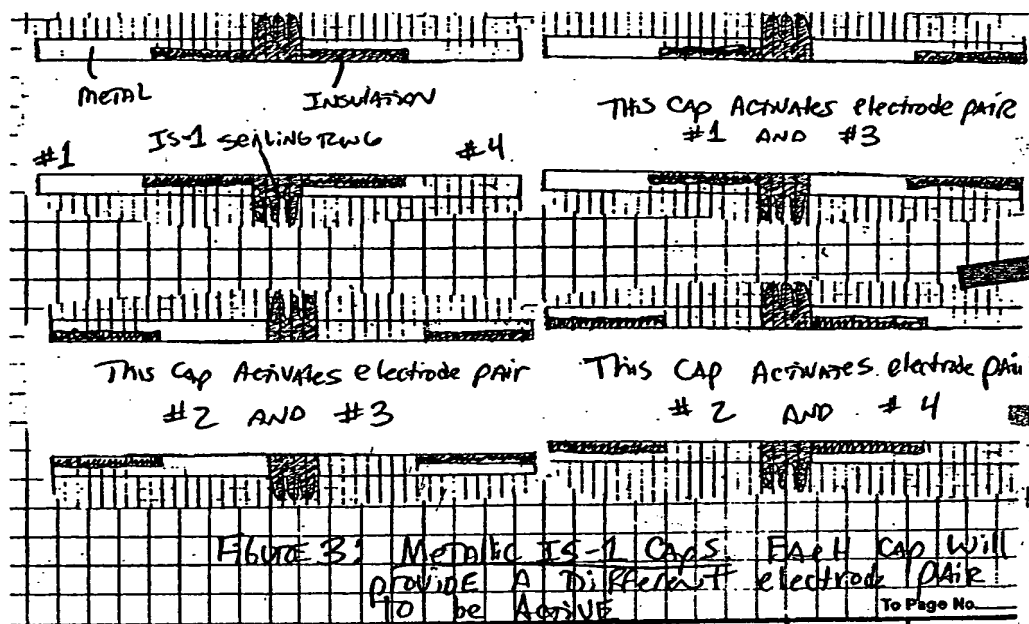 METAL
INSULATION
#1
IS-1 SEALING RING
#4
THIS CAP ACTIVATES electrode PAIR
#1 AND #3
THIS CAP ACTIVATES electrode PAIR
#2 AND #3
THIS CAP ACTIVATES electrode PAI
#2 AND #4
FIGURE 3: METALLIC IS-1 CAPS. EACH CAP WILL
PROVIDE A DIFFERENT electrode PAIR
TO be ACTIVE
To Page No.